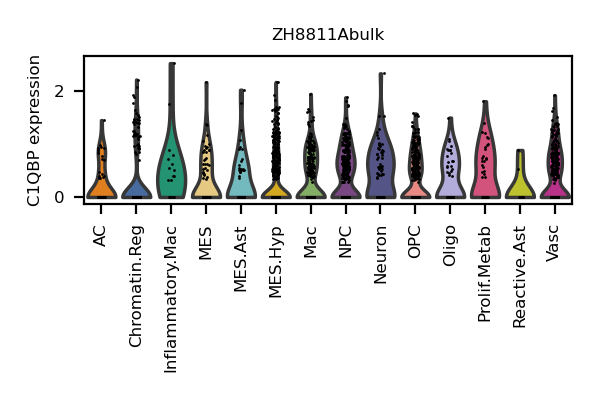 ZH8811Abulk
C1QBP expression
2
0
AC
Chromatin.Reg
Inflammatory.Mac
MES
MES.Ast
MES.Hyp
Mac
NPC
Neuron
OPC
Oligo
Prolif.Metab
Reactive.Ast
Vasc